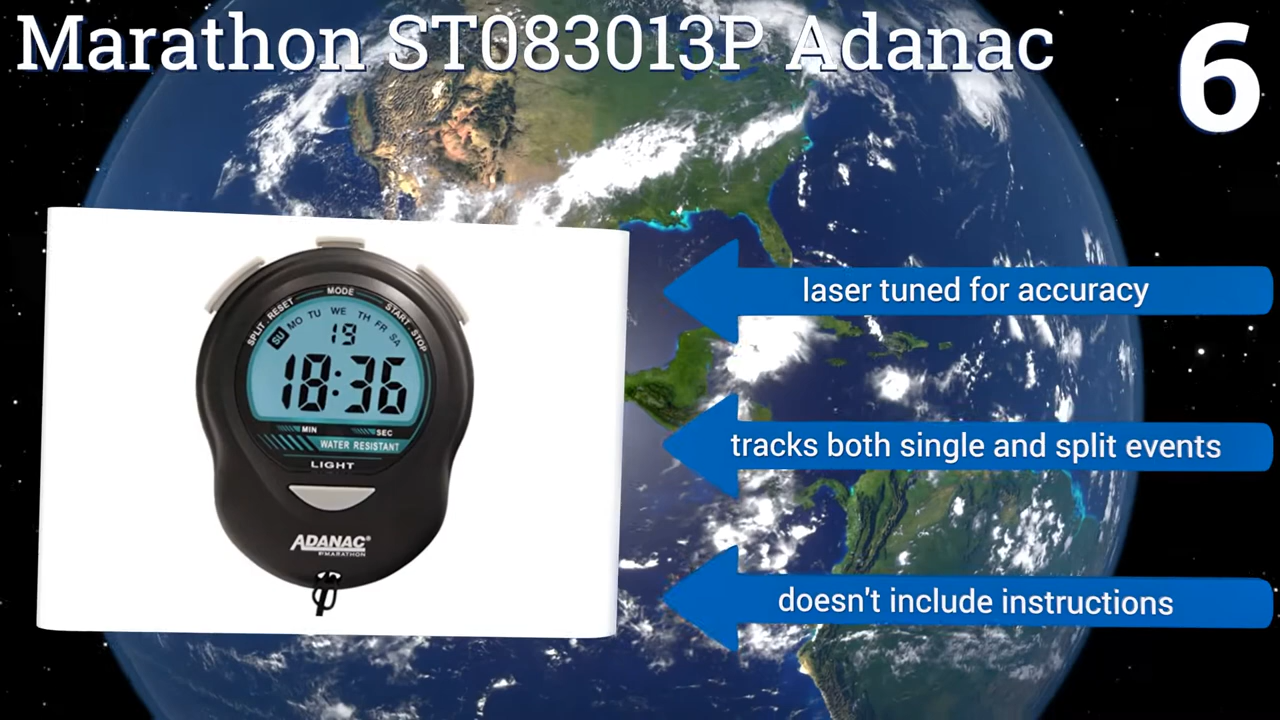 Marathon ST083013P Adanac
6
laser tuned for accuracy
tracks both single and split events
doesn't include instructions
SPLIT RESET
MODE
START STOP
SU MO TU WE TH FR SA
19
18:36
MIN SEC
WATER RESISTANT
LIGHT
ADANAC®
BY MARATHON